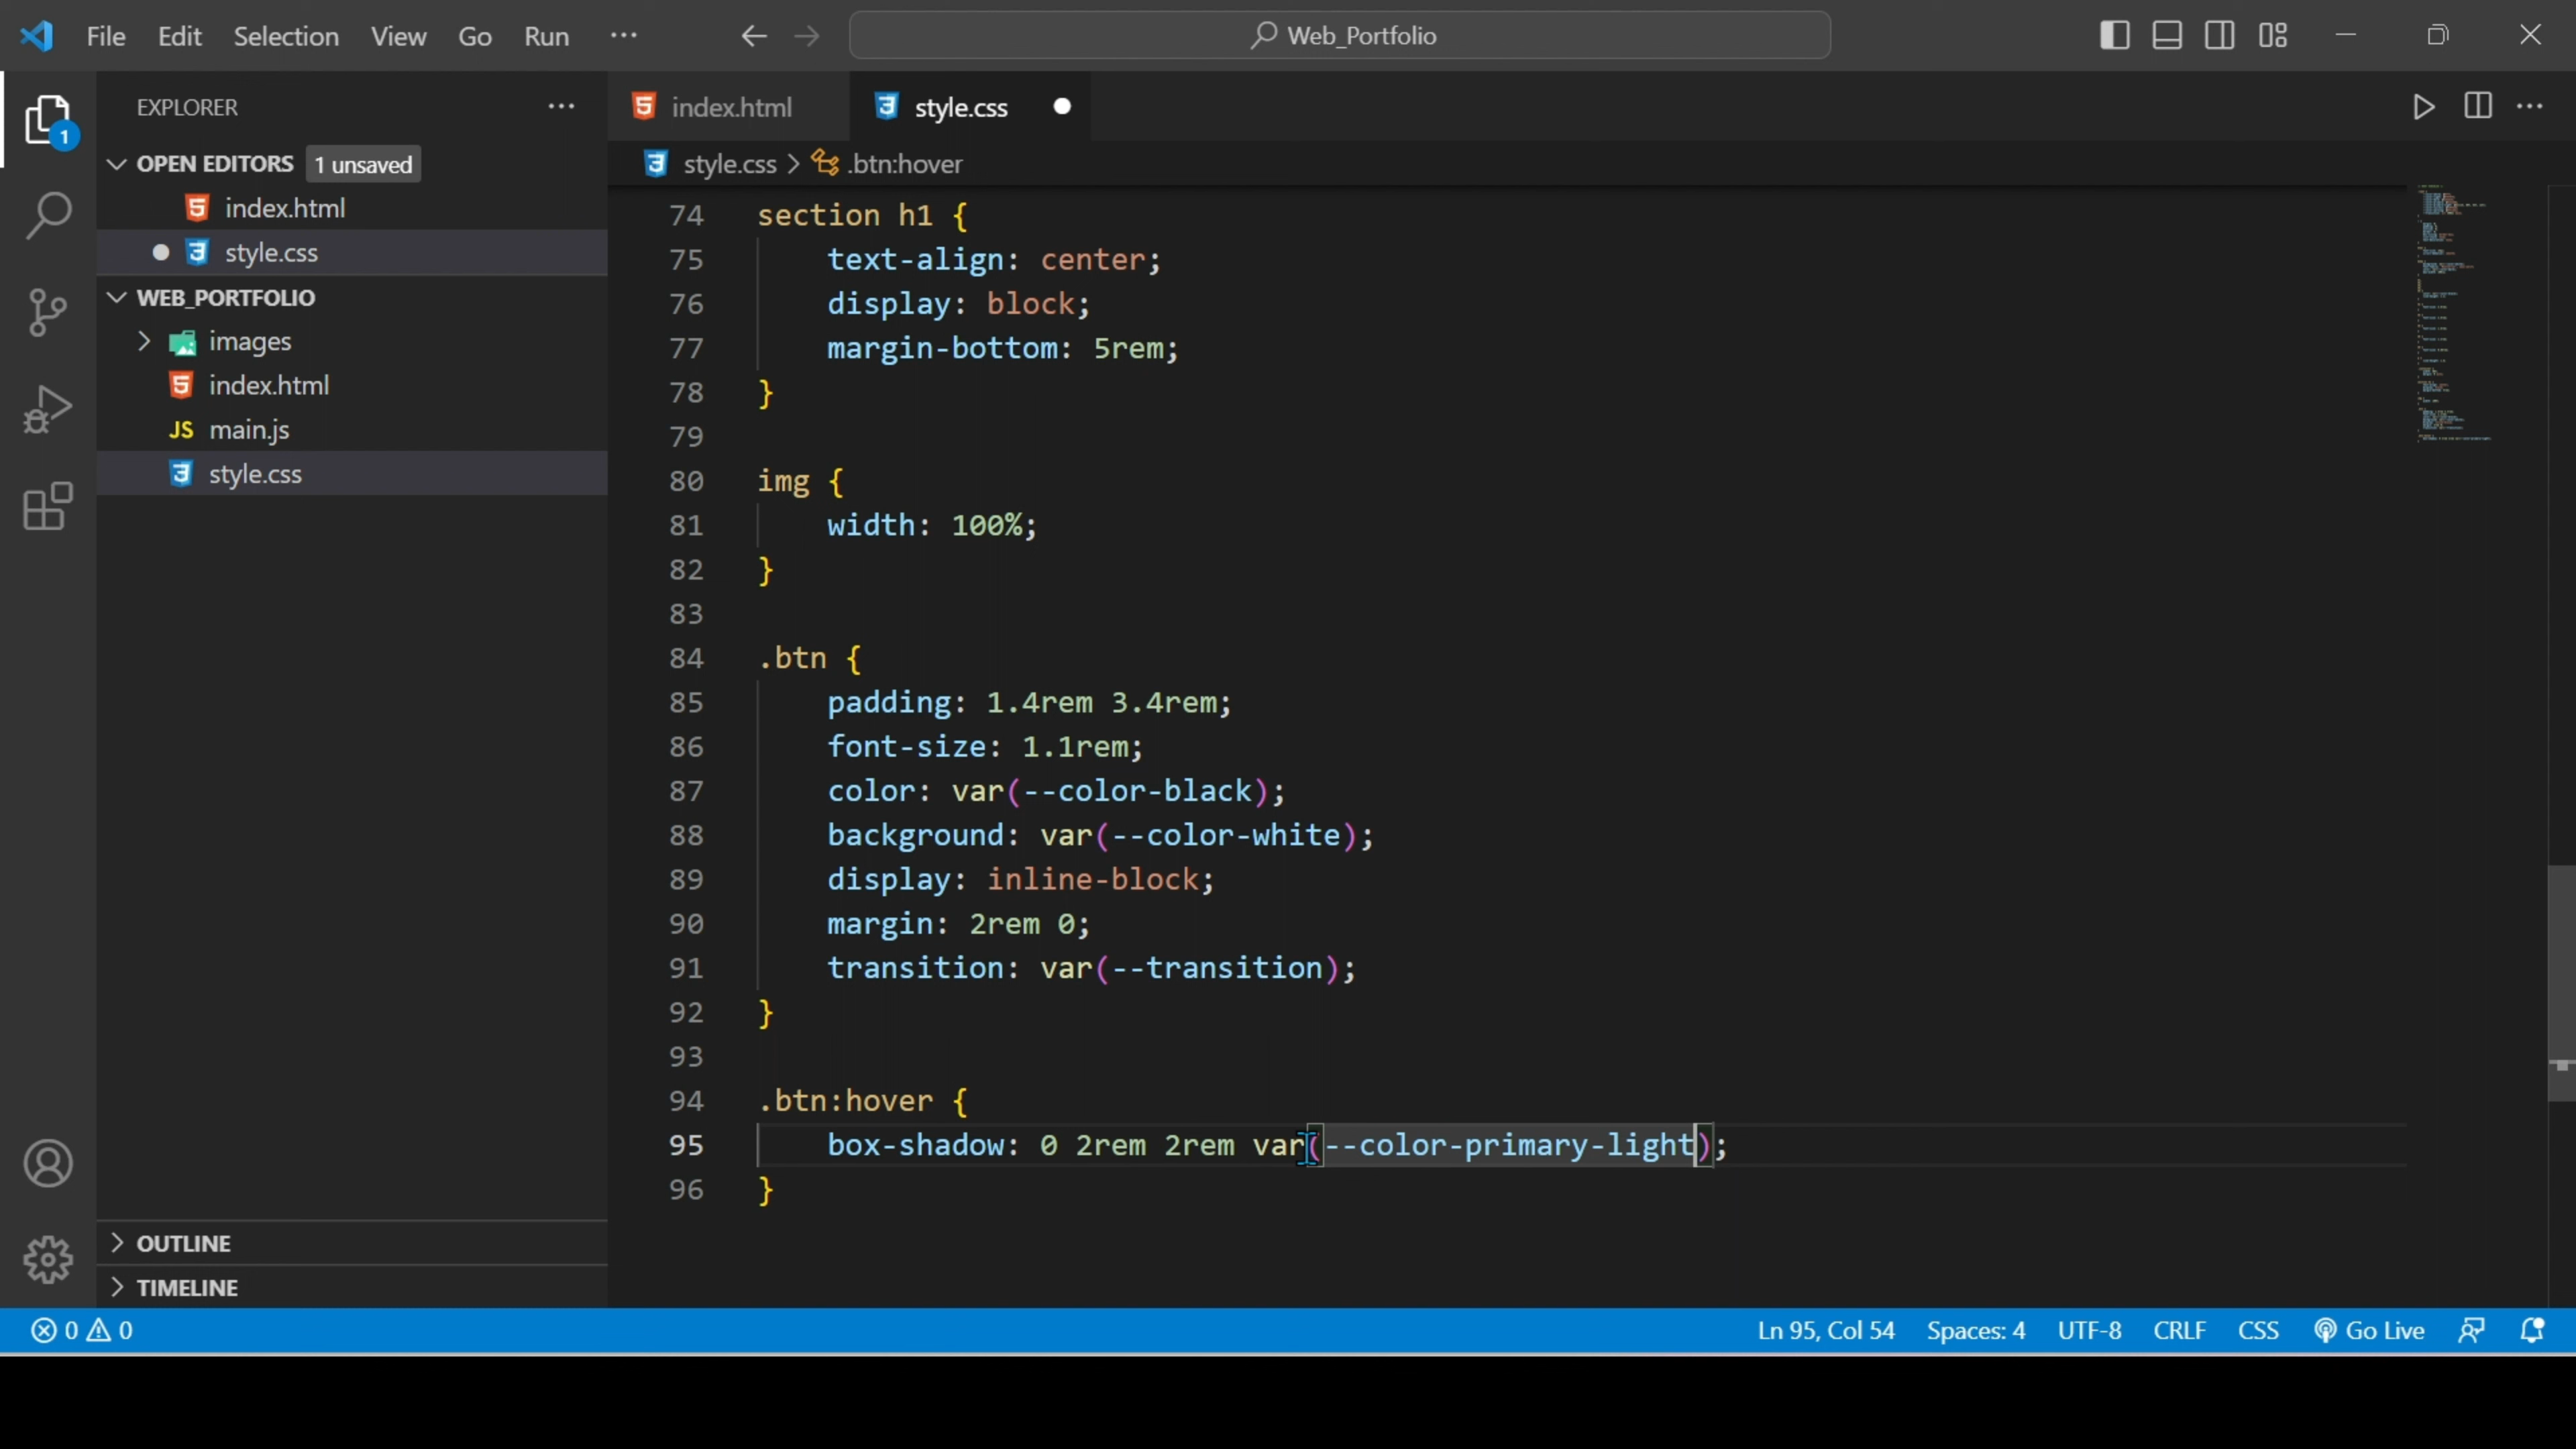 File Edit Selection View Go Run ··· Web_Portfolio
EXPLORER ···
1
OPEN EDITORS 1 unsaved
index.html
style.css
WEB_PORTFOLIO
images
index.html
JS main.js
style.css
OUTLINE
TIMELINE
index.html style.css
style.css > .btn:hover
74 section h1 {
75 text-align: center;
76 display: block;
77 margin-bottom: 5rem;
78 }
79
80 img {
81 width: 100%;
82 }
83
84 .btn {
85 padding: 1.4rem 3.4rem;
86 font-size: 1.1rem;
87 color: var(--color-black);
88 background: var(--color-white);
89 display: inline-block;
90 margin: 2rem 0;
91 transition: var(--transition);
92 }
93
94 .btn:hover {
95 box-shadow: 0 2rem 2rem var(--color-primary-light);
96 }
0 0 Ln 95, Col 54 Spaces: 4 UTF-8 CRLF CSS Go Live